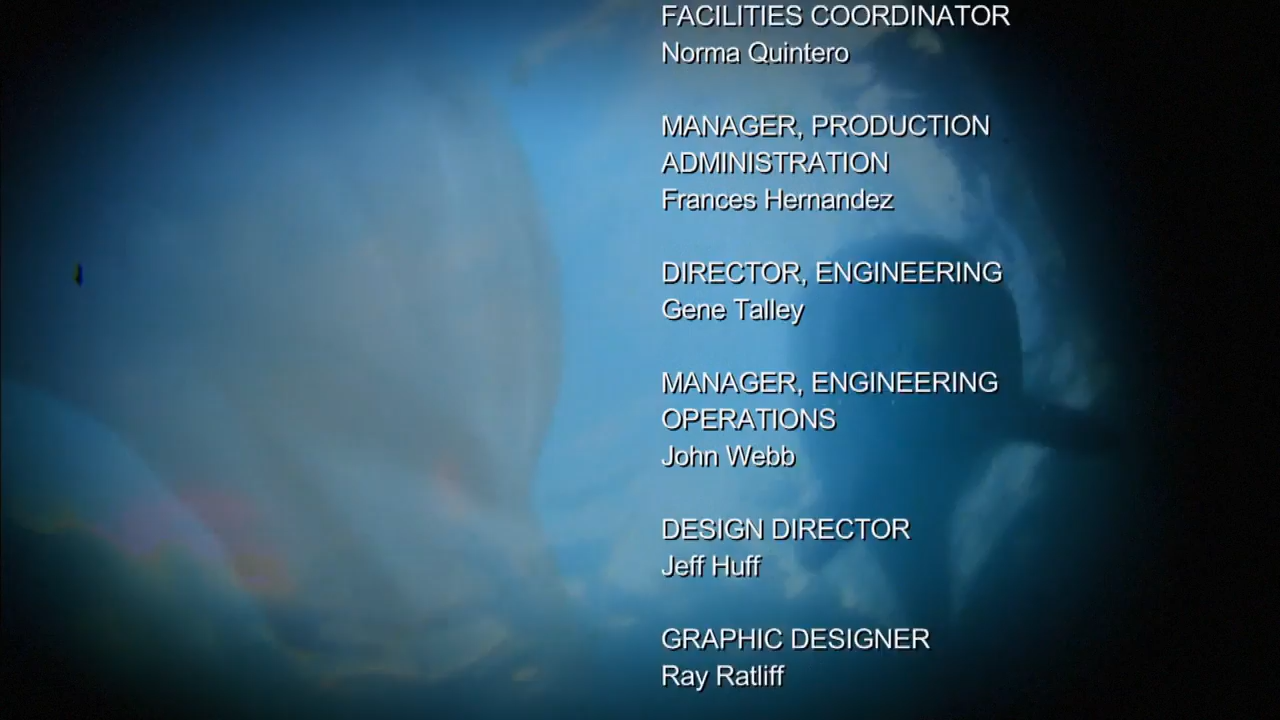 FACILITIES COORDINATOR
Norma Quintero
MANAGER, PRODUCTION
ADMINISTRATION
Frances Hernandez
DIRECTOR, ENGINEERING
Gene Talley
MANAGER, ENGINEERING
OPERATIONS
John Webb
DESIGN DIRECTOR
Jeff Huff
GRAPHIC DESIGNER
Ray Ratliff